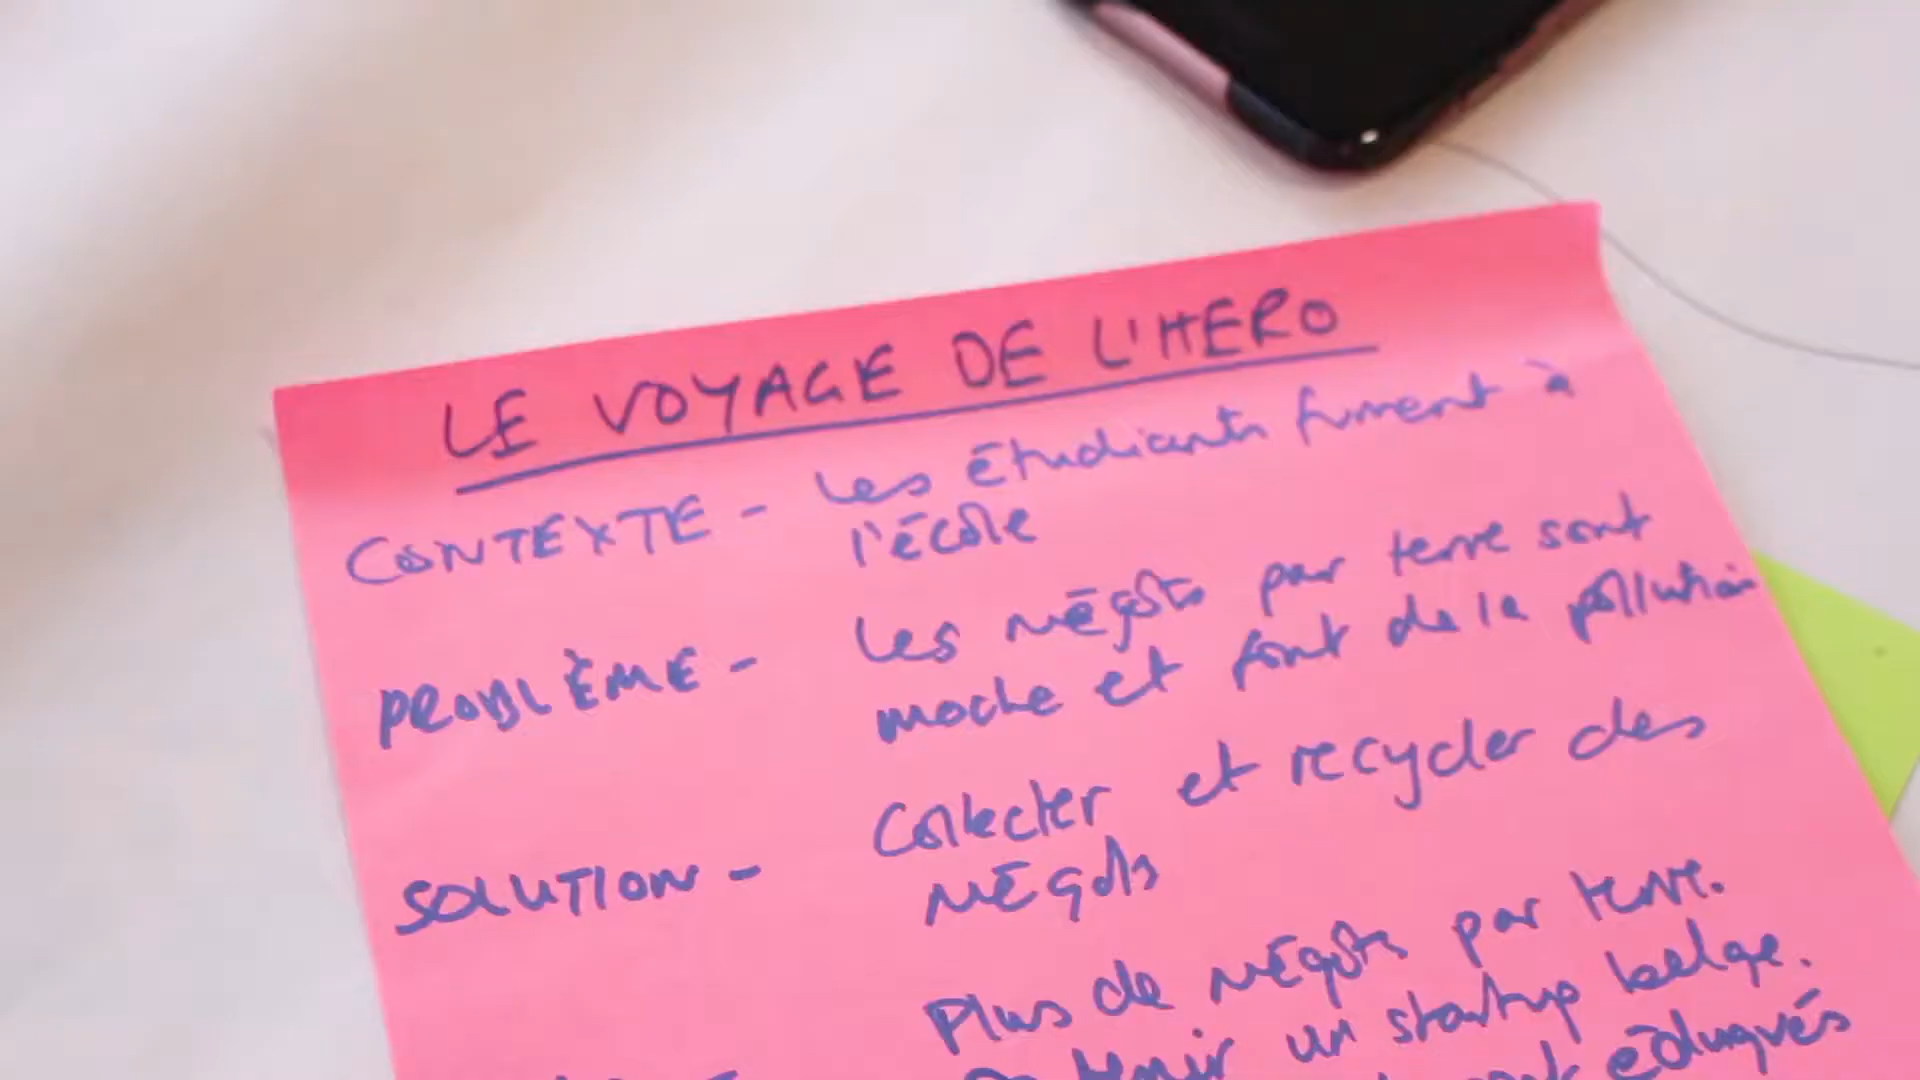 LE VOYAGE DE L'HERO
CONTEXTE - Les étudiants fument à
l'école
PROBLÈME - Les mégots par terre sont
moche et font de la pollution
SOLUTION - Collecter et recycler des
mégots
Plus de mégots par terre.
un startup belge.
éduqués